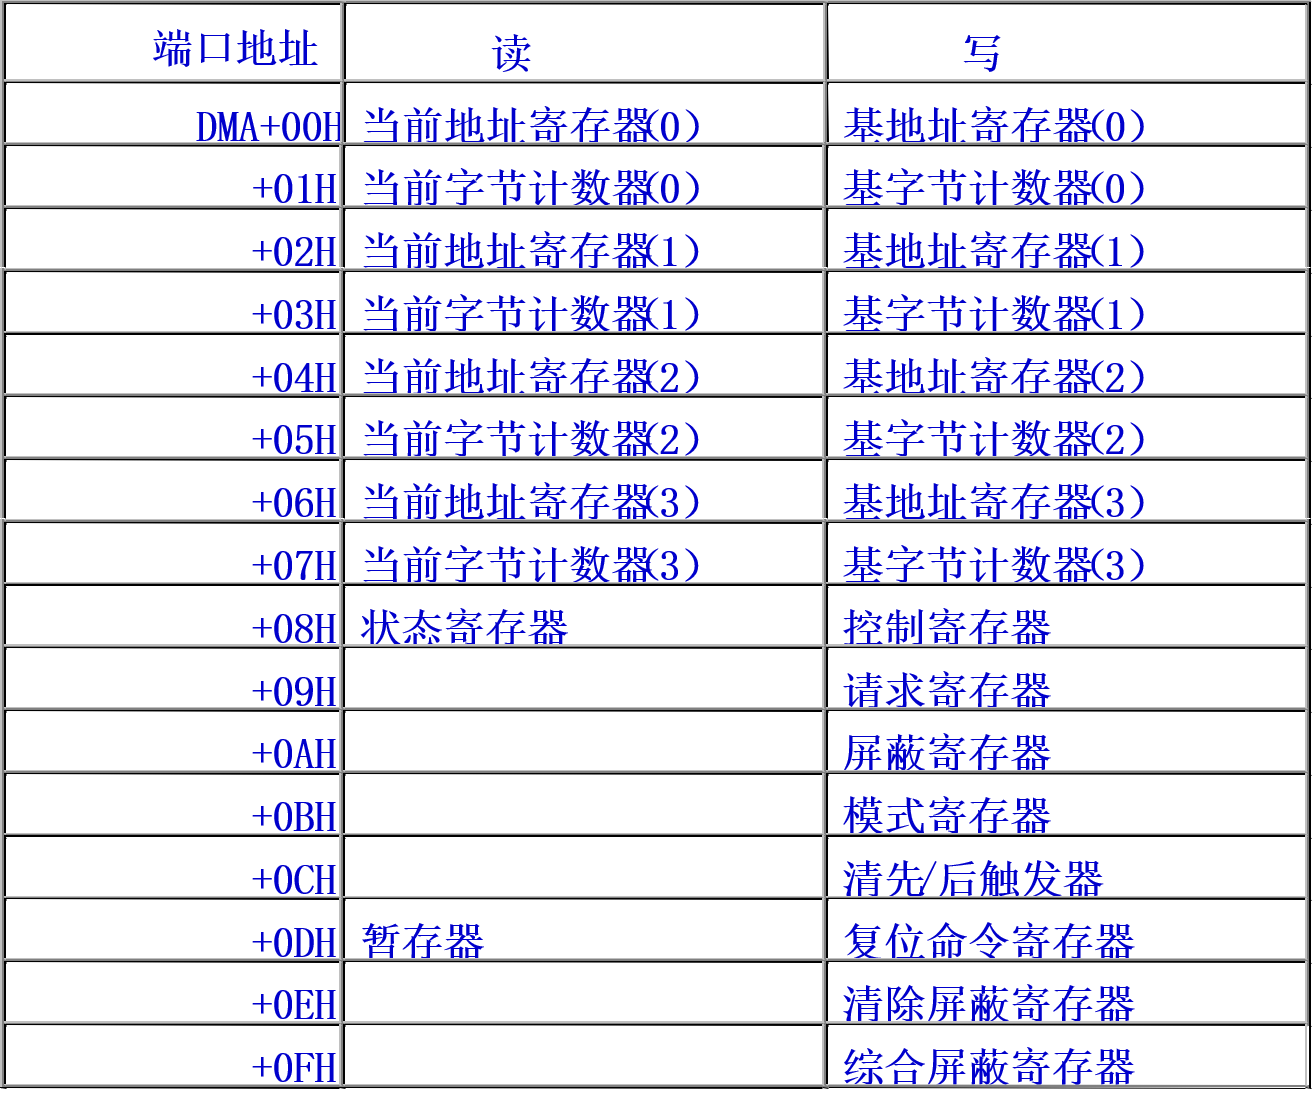 端口地址 读 写
DMA+00H 当前地址寄存器(0) 基地址寄存器(0)
+01H 当前字节计数器(0) 基字节计数器(0)
+02H 当前地址寄存器(1) 基地址寄存器(1)
+03H 当前字节计数器(1) 基字节计数器(1)
+04H 当前地址寄存器(2) 基地址寄存器(2)
+05H 当前字节计数器(2) 基字节计数器(2)
+06H 当前地址寄存器(3) 基地址寄存器(3)
+07H 当前字节计数器(3) 基字节计数器(3)
+08H 状态寄存器 控制寄存器
+09H 请求寄存器
+0AH 屏蔽寄存器
+0BH 模式寄存器
+0CH 清先/后触发器
+0DH 暂存器 复位命令寄存器
+0EH 清除屏蔽寄存器
+0FH 综合屏蔽寄存器